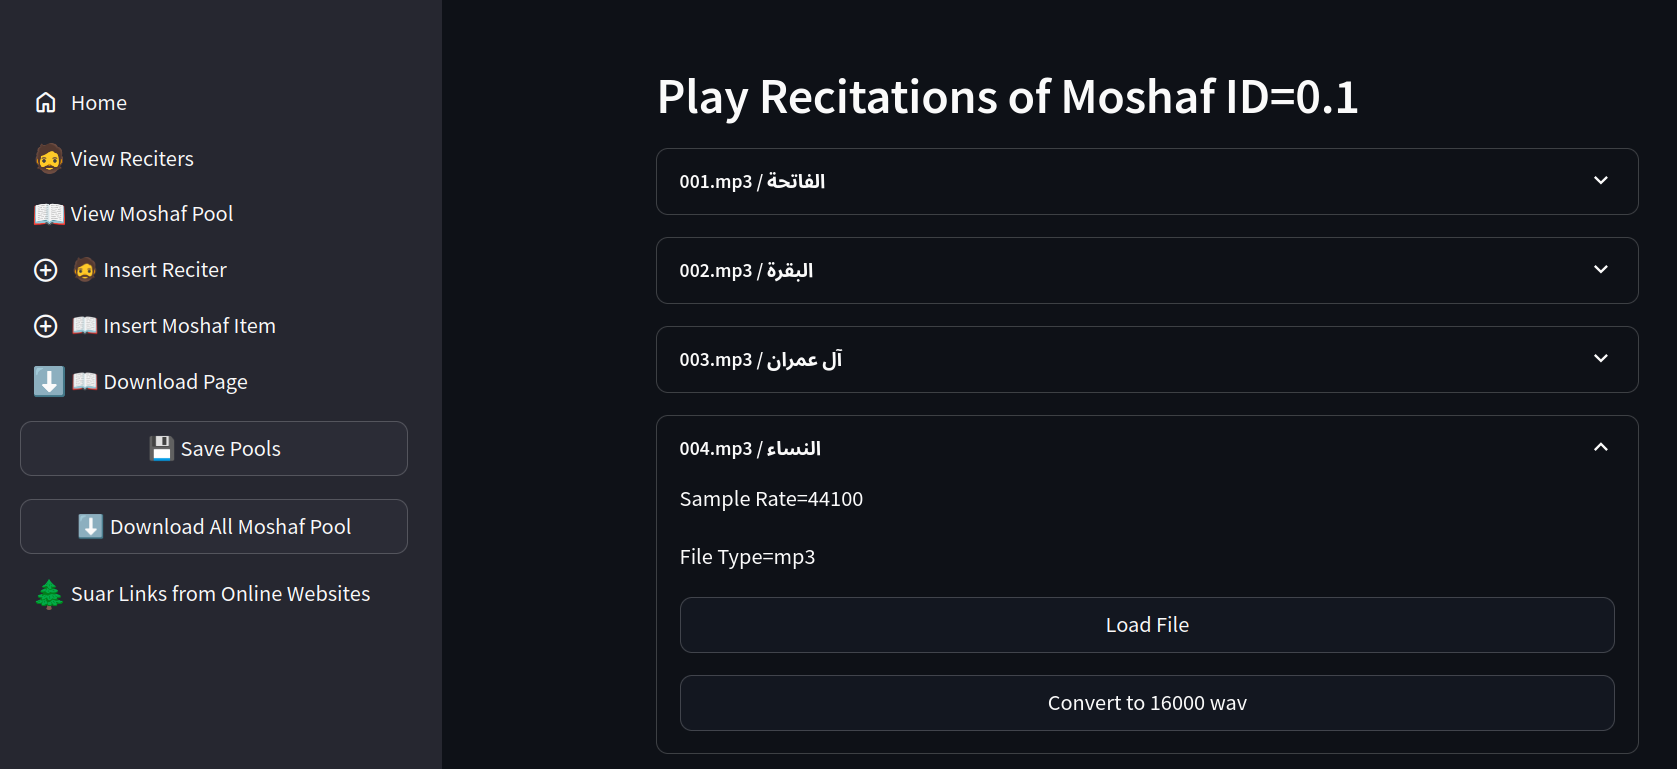 Home
View Reciters
View Moshaf Pool
Insert Reciter
Insert Moshaf Item
Download Page
Save Pools
Download All Moshaf Pool
Suar Links from Online Websites
Play Recitations of Moshaf ID=0.1
001.mp3 / الفاتحة
002.mp3 / البقرة
003.mp3 / آل عمران
004.mp3 / النساء
Sample Rate=44100
File Type=mp3
Load File
Convert to 16000 wav